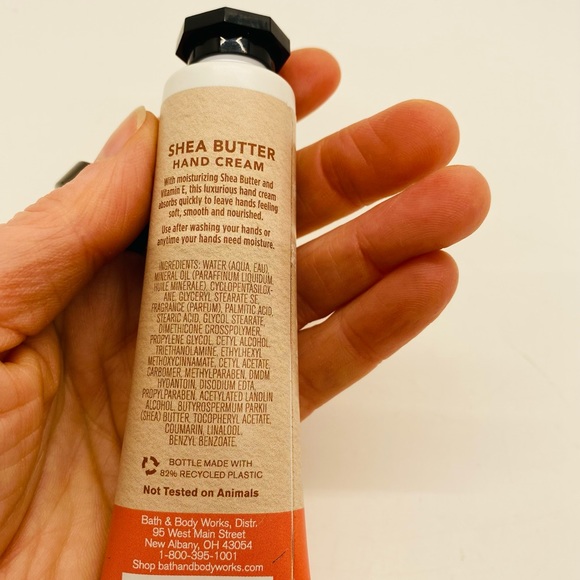 SHEA BUTTER
HAND CREAM
With moisturizing Shea Butter and
Vitamin E, this luxurious hand cream
absorbs quickly to leave hands feeling
soft, smooth and nourished.
Use after washing your hands or
anytime your hands need moisture.
INGREDIENTS: WATER (AQUA, EAU),
MINERAL OIL (PARAFFINUM LIQUIDUM,
HUILE MINERALE), CYCLOPENTASILOX-
ANE, GLYCERYL STEARATE SE,
FRAGRANCE (PARFUM), PALMITIC ACID,
STEARIC ACID, GLYCOL STEARATE,
DIMETHICONE CROSSPOLYMER,
PROPYLENE GLYCOL, CETYL ALCOHOL,
TRIETHANOLAMINE, ETHYLHEXYL
METHOXYCINNAMATE, CETYL ACETATE,
CARBOMER, METHYLPARABEN, DMDM
HYDANTOIN, DISODIUM EDTA,
PROPYLPARABEN, ACETYLATED LANOLIN
ALCOHOL, BUTYROSPERMUM PARKII
(SHEA) BUTTER, TOCOPHERYL ACETATE,
COUMARIN, LINALOOL,
BENZYL BENZOATE.
BOTTLE MADE WITH
82% RECYCLED PLASTIC
Not Tested on Animals
Bath & Body Works, Distr.
95 West Main Street
New Albany, OH 43054
1-800-395-1001
Shop bathandbodyworks.com